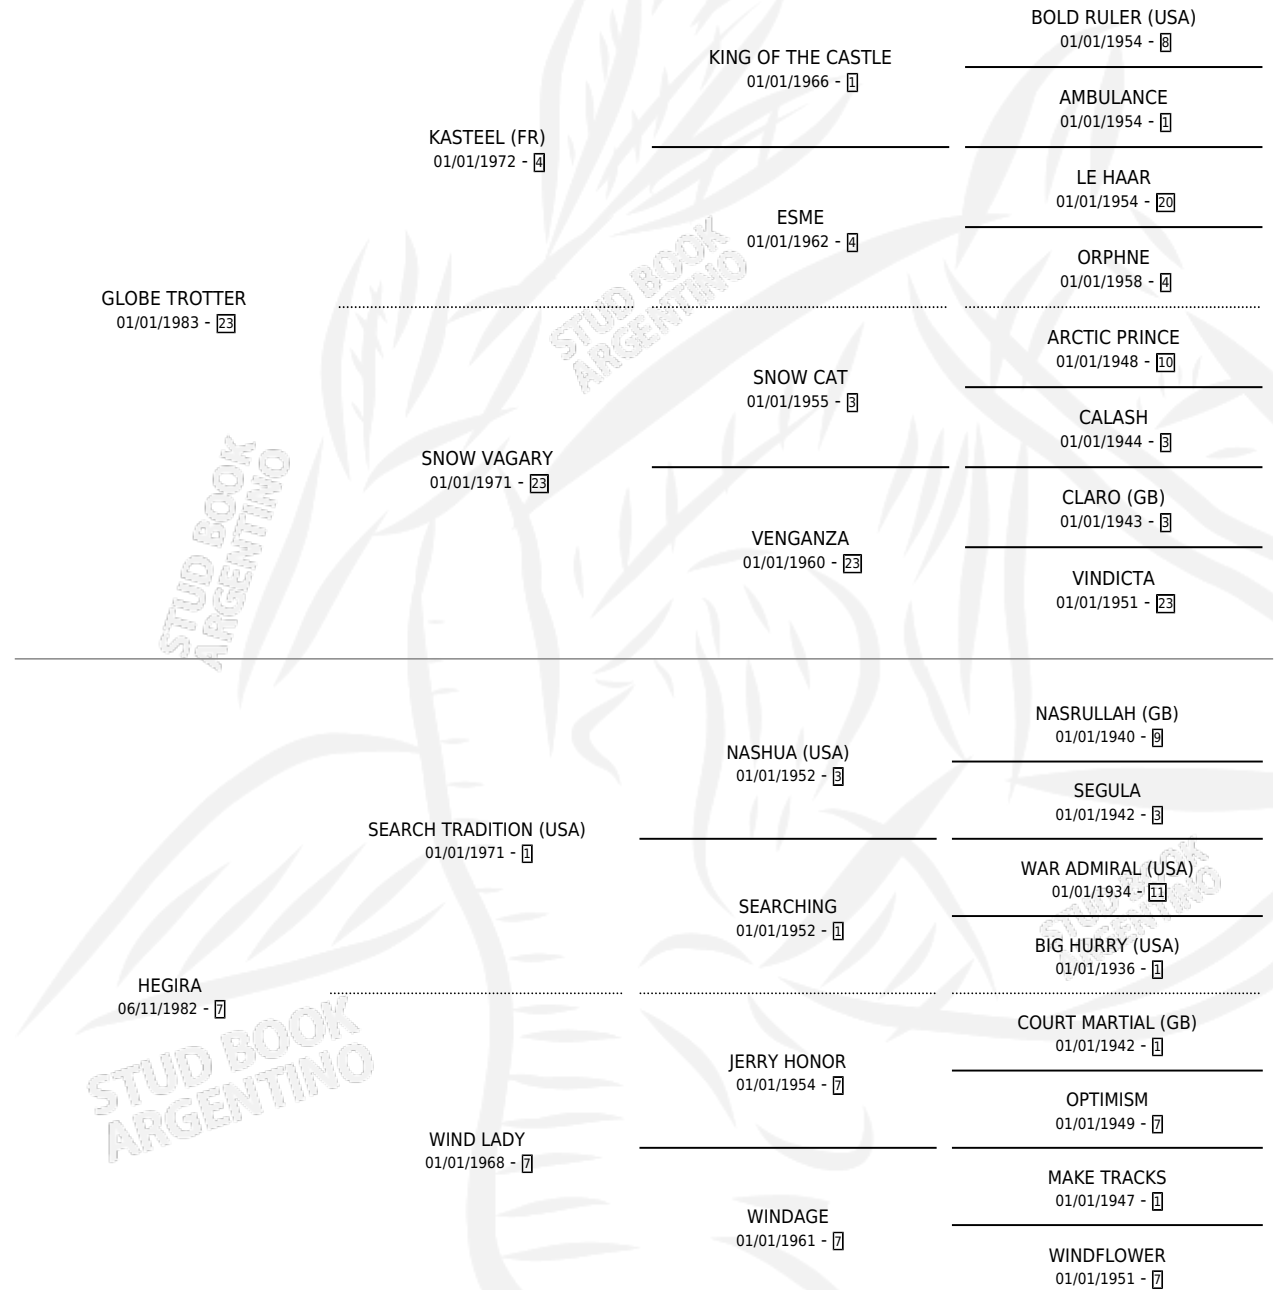 BOLD RULER (USA)
01/01/1954 - 8
KING OF THE CASTLE
01/01/1966 - 1
AMBULANCE
01/01/1954 - 1
KASTEEL (FR)
01/01/1972 - 4
LE HAAR
01/01/1954 - 20
ESME
01/01/1962 - 4
ORPHNE
01/01/1958 - 4
GLOBE TROTTER
01/01/1983 - 23
ARCTIC PRINCE
01/01/1948 - 10
SNOW CAT
01/01/1955 - 3
CALASH
01/01/1944 - 3
SNOW VAGARY
01/01/1971 - 23
CLARO (GB)
01/01/1943 - 3
VENGANZA
01/01/1960 - 23
VINDICTA
01/01/1951 - 23
STUD BOOK
ARGENTINO
STUD BOOK
ARGENTINO
NASRULLAH (GB)
01/01/1940 - 9
NASHUA (USA)
01/01/1952 - 3
SEGULA
01/01/1942 - 3
SEARCH TRADITION (USA)
01/01/1971 - 1
WAR ADMIRAL (USA)
01/01/1934 - 11
SEARCHING
01/01/1952 - 1
BIG HURRY (USA)
01/01/1936 - 1
HEGIRA
06/11/1982 - 7
COURT MARTIAL (GB)
01/01/1942 - 1
JERRY HONOR
01/01/1954 - 7
OPTIMISM
01/01/1949 - 7
WIND LADY
01/01/1968 - 7
MAKE TRACKS
01/01/1947 - 1
WINDAGE
01/01/1961 - 7
WINDFLOWER
01/01/1951 - 7
STUD BOOK
ARGENTINO
STUD BOOK
ARGENTINO